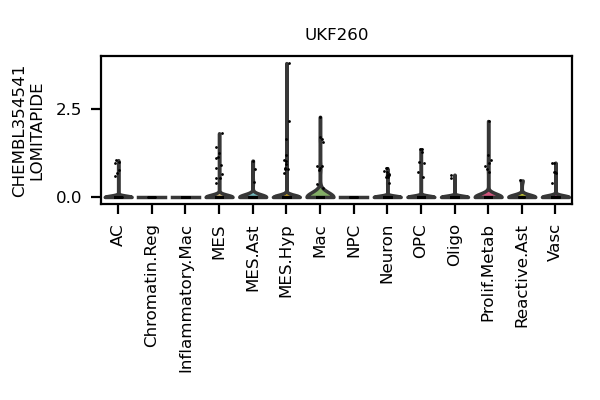 UKF260
CHEMBL354541
LOMITAPIDE
2.5
0.0
AC
Chromatin.Reg
Inflammatory.Mac
MES
MES.Ast
MES.Hyp
Mac
NPC
Neuron
OPC
Oligo
Prolif.Metab
Reactive.Ast
Vasc